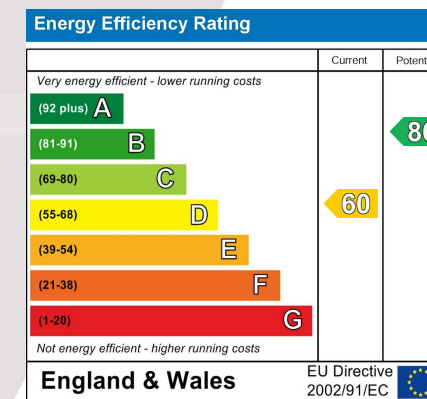 Energy Efficiency Rating
Current
Very energy efficient - lower running costs
(92 plus) A
(81-91) B
(69-80) C
(55-68) D
60
(39-54) E
(21-38) F
(1-20) G
Not energy efficient - higher running costs
England & Wales
EU Directive
2002/91/EC